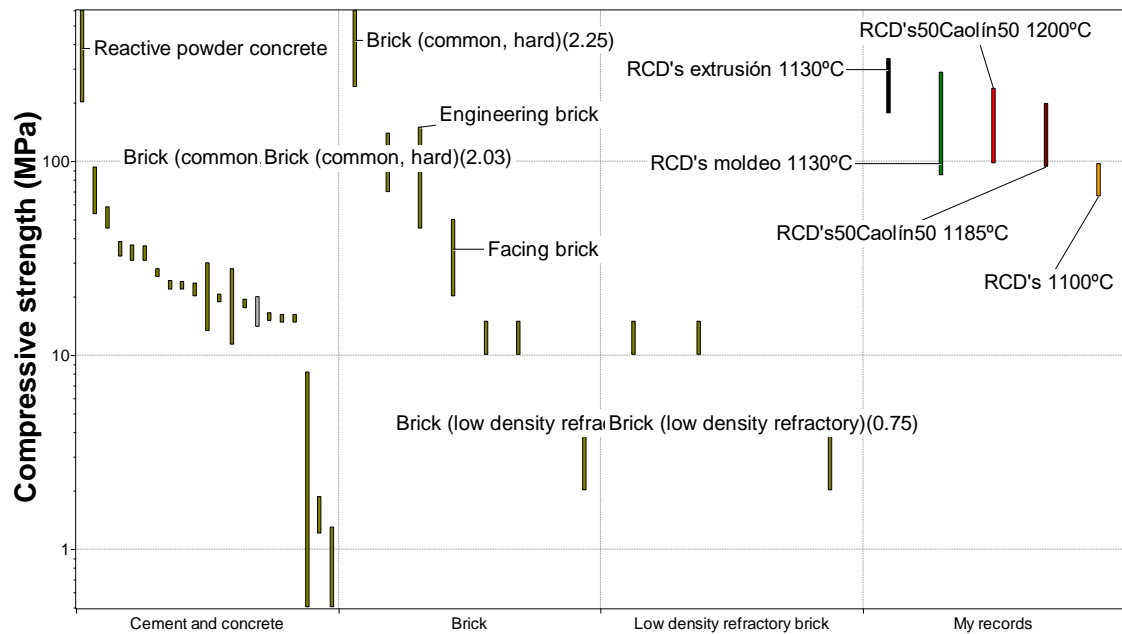 Compressive strength (MPa)
100
10
1
Reactive powder concrete
Brick (common, hard)(2.25)
Engineering brick
Brick (common
Brick (common, hard)(2.03)
Facing brick
Brick (low density refra
Brick (low density refractory)(0.75)
RCD's50Caolín50 1200ºC
RCD's extrusión 1130ºC
RCD's moldeo 1130ºC
RCD's50Caolín50 1185ºC
RCD's 1100ºC
Cement and concrete
Brick
Low density refractory brick
My records